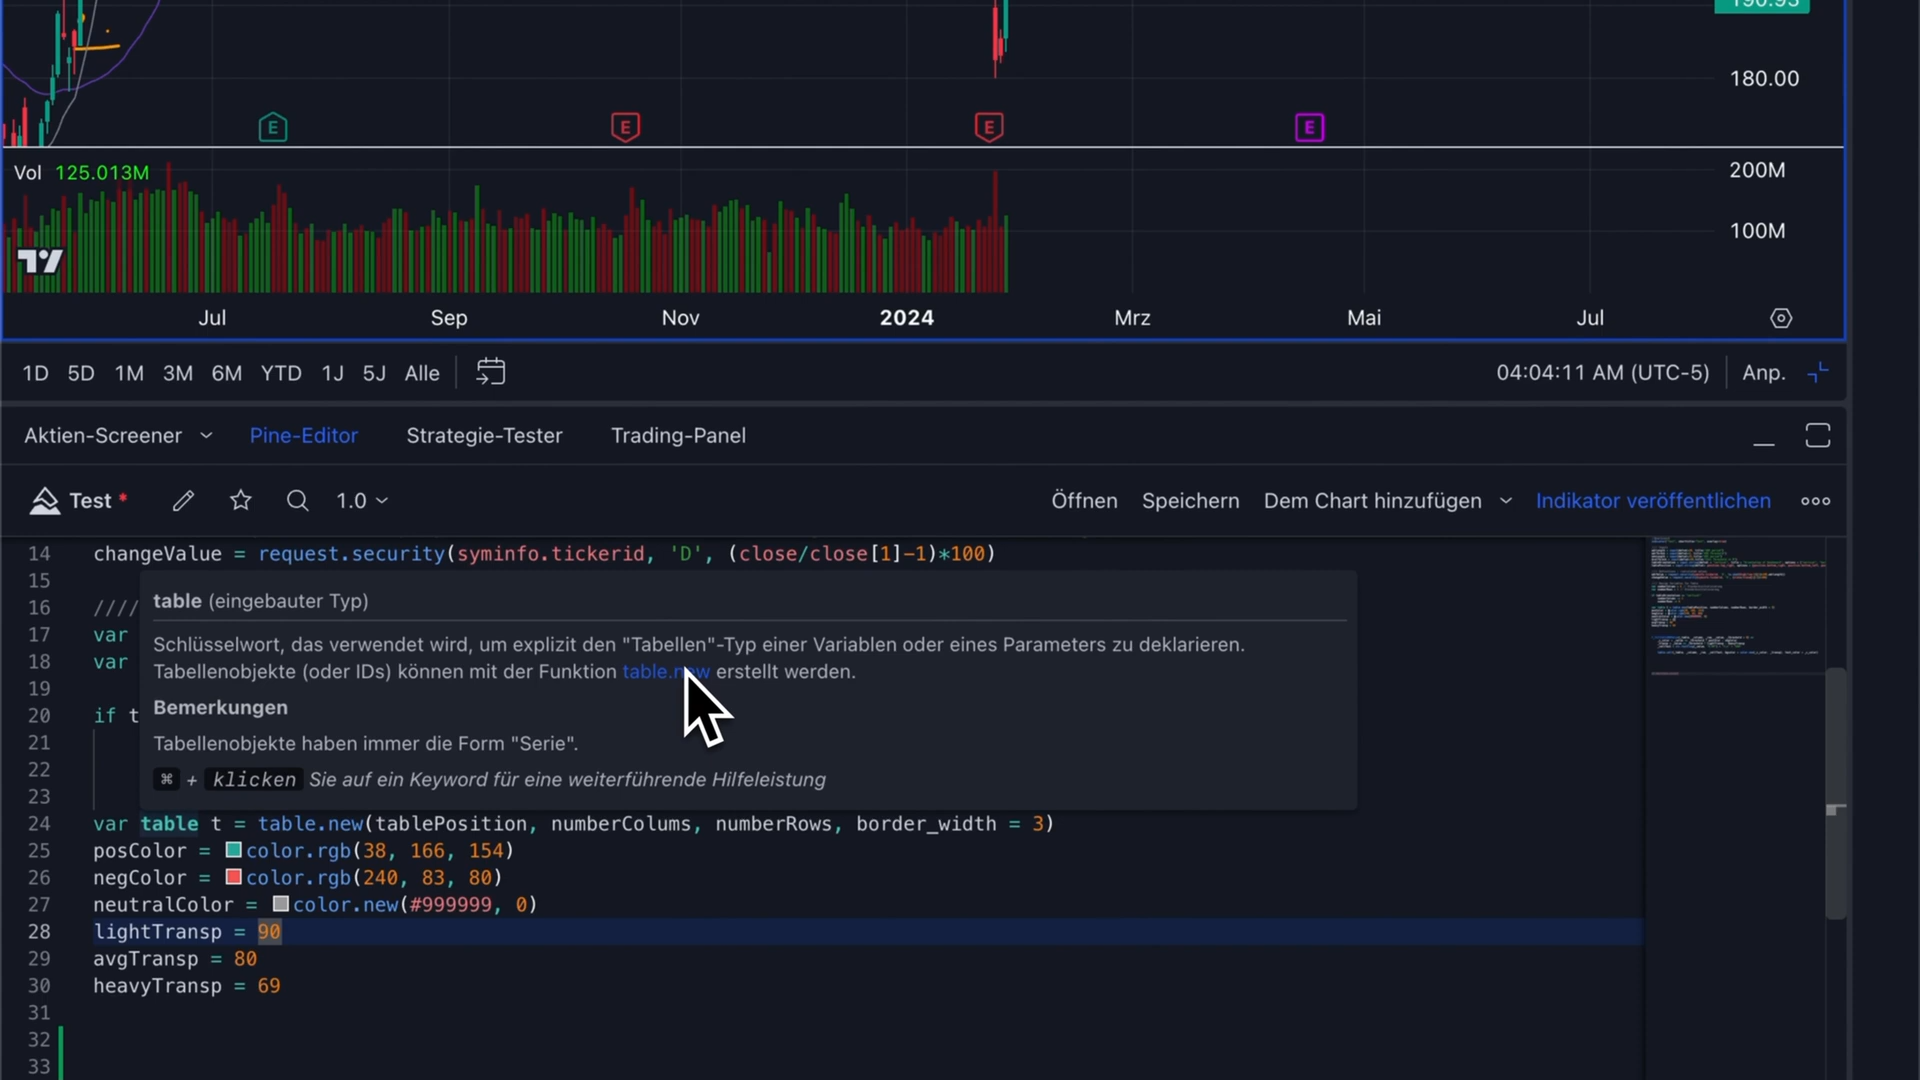 190.93
180.00
E E E E
Vol 125.013M
200M
100M
Jul Sep Nov 2024 Mrz Mai Jul
1D 5D 1M 3M 6M YTD 1J 5J Alle 04:04:11 AM (UTC-5) Anp.
Aktien-Screener Pine-Editor Strategie-Tester Trading-Panel
Test * 1.0 Öffnen Speichern Dem Chart hinzufügen Indikator veröffentlichen
14 changeValue = request.security(syminfo.tickerid, 'D', (close/close[1]-1)*100)
15
table (eingebauter Typ)
16 ////
17 var
Schlüsselwort, das verwendet wird, um explizit den "Tabellen"-Typ einer Variablen oder eines Parameters zu deklarieren.
18 var
Tabellenobjekte (oder IDs) können mit der Funktion table.new erstellt werden.
19
Bemerkungen
20 if t
21
Tabellenobjekte haben immer die Form "Serie".
22
⌘ + klicken Sie auf ein Keyword für eine weiterführende Hilfeleistung
23
24 var table t = table.new(tablePosition, numberColums, numberRows, border_width = 3)
25 posColor = color.rgb(38, 166, 154)
26 negColor = color.rgb(240, 83, 80)
27 neutralColor = color.new(#999999, 0)
28 lightTransp = 90
29 avgTransp = 80
30 heavyTransp = 69
31
32
33